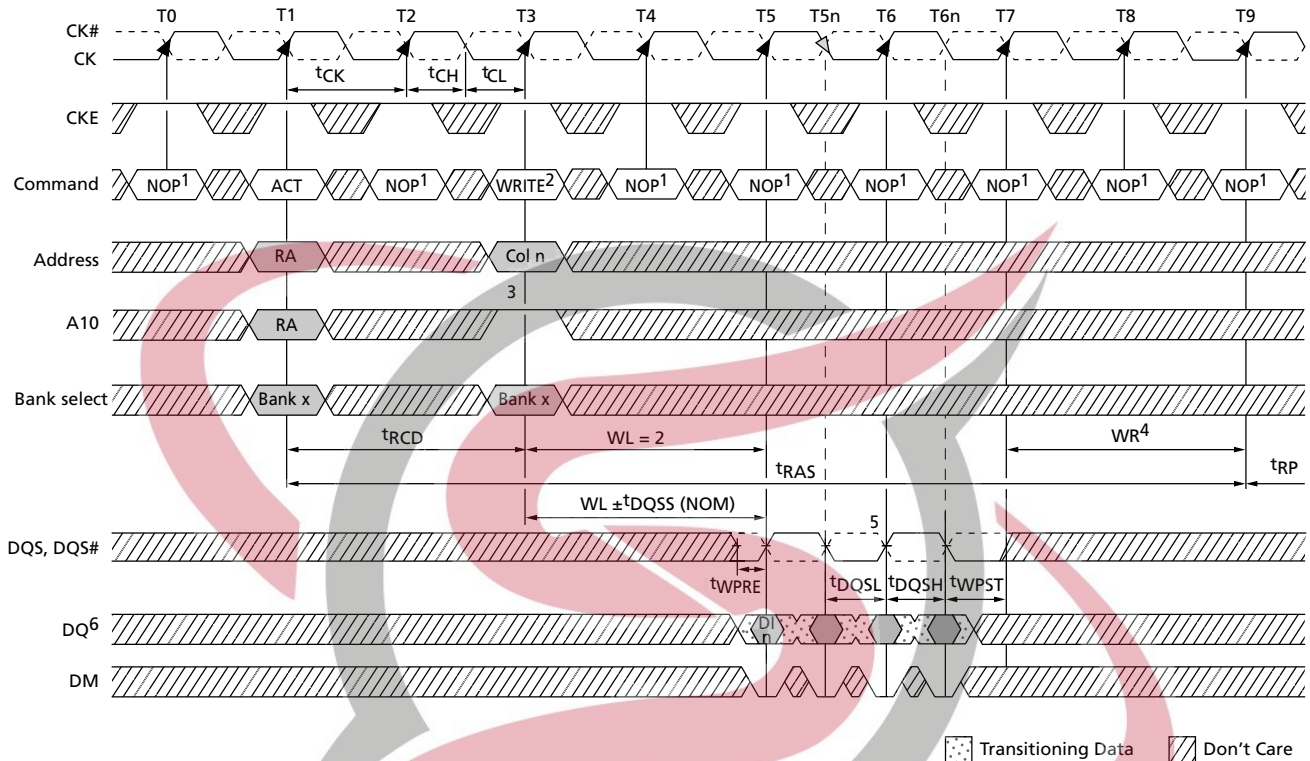 T0 T1 T2 T3 T4 T5 T5n T6 T6n T7 T8 T9
CK#
CK
tCK tCH tCL
CKE
Command NOP1 ACT NOP1 WRITE2 NOP1 NOP1 NOP1 NOP1 NOP1 NOP1
Address RA Col n
3
A10 RA
Bank select Bank x Bank x
tRCD WL = 2 WR4
tRAS tRP
WL ±tDQSS (NOM)
5
DQS, DQS#
tWPRE tDQSL tDQSH tWPST
DQ6 DI
n
DM
Transitioning Data Don't Care